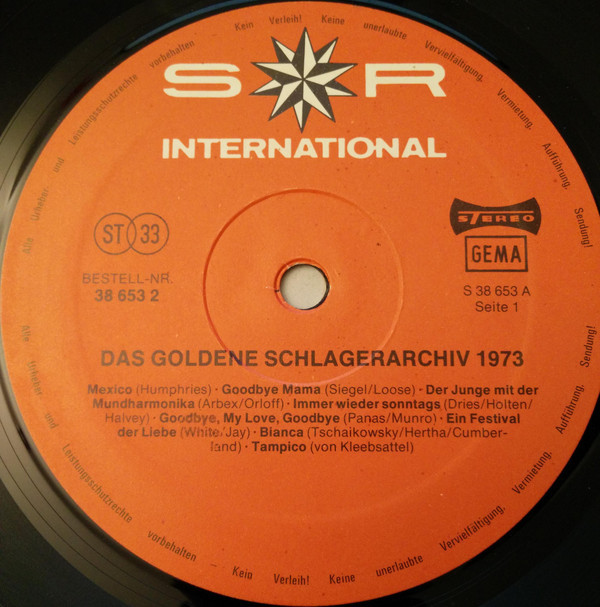 Alle Urheber- und Leistungsschutzrechte vorbehalten Kein Verleih! Keine unerlaubte Vervielfältigung, Vermietung, Aufführung, Sendung!
S R
INTERNATIONAL
ST 33
STEREO
GEMA
BESTELL-NR.
38 653 2
S 38 653 A
Seite 1
DAS GOLDENE SCHLAGERARCHIV 1973
Mexico (Humphries) · Goodbye Mama (Siegel/Loose) · Der Junge mit der
Mundharmonika (Arbex/Orloff) · Immer wieder sonntags (Dries/Holten/
Halvey) · Goodbye, My Love, Goodbye (Panas/Munro) · Ein Festival
der Liebe (White/Jay) · Bianca (Tschaikowsky/Hertha/Cumber-
land) · Tampico (von Kleebsattel)
Alle Urheber und Leistungsschutzrechte vorbehalten - Kein Verleih! Keine unerlaubte Vervielfältigung, Vermietung, Aufführung, Sendung!